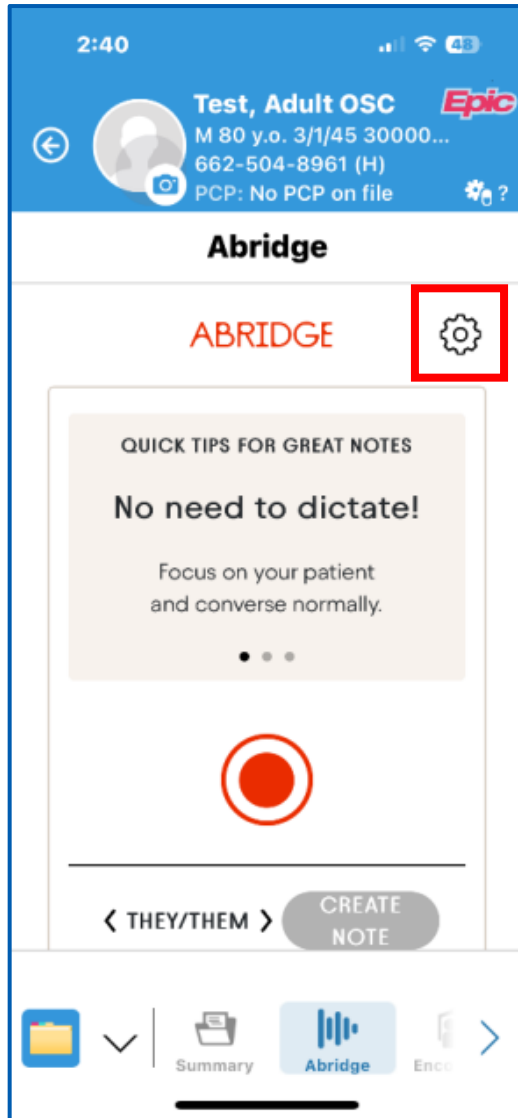 2:40
48
Test, Adult OSC
Epic
M 80 y.o. 3/1/45 30000...
662-504-8961 (H)
PCP: No PCP on file
?
Abridge
ABRIDGE
QUICK TIPS FOR GREAT NOTES
No need to dictate!
Focus on your patient
and converse normally.
THEY/THEM
CREATE
NOTE
Summary
Abridge
Enco